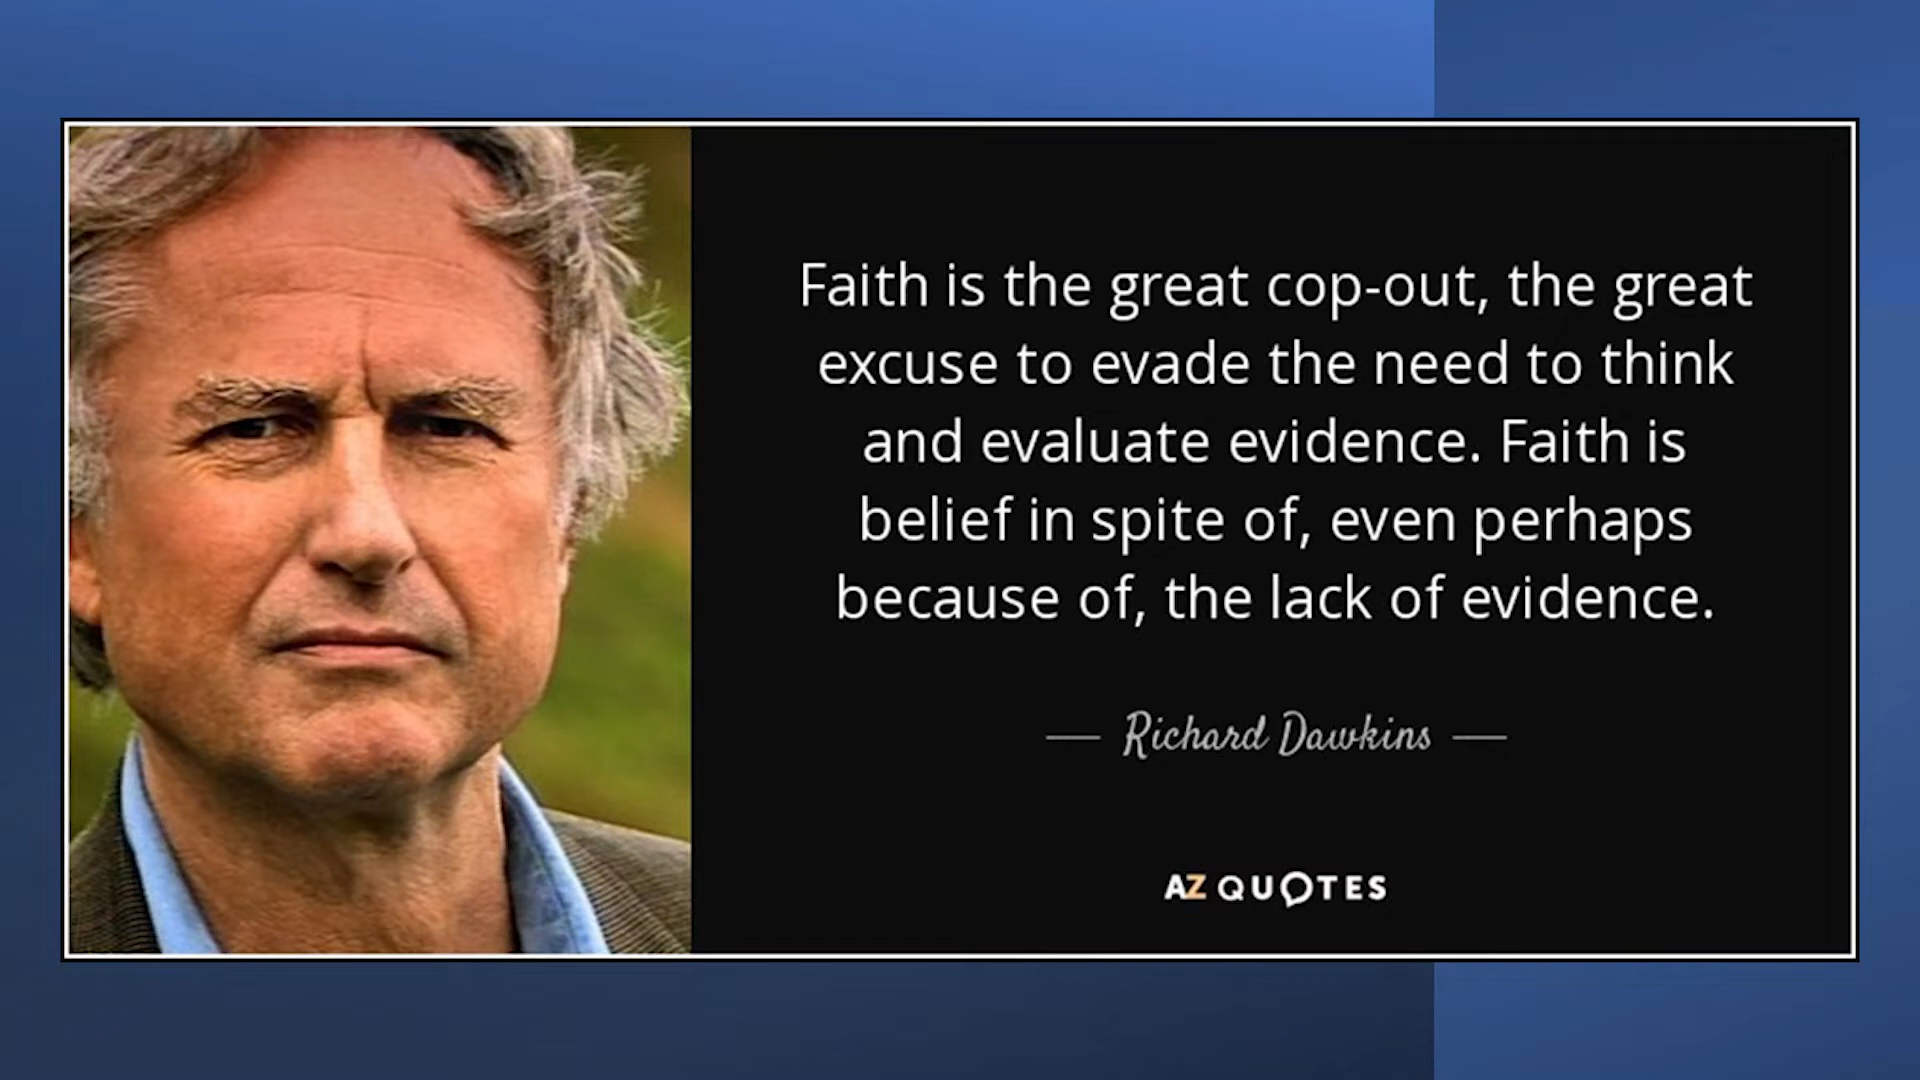 Faith is the great cop-out, the great
excuse to evade the need to think
and evaluate evidence. Faith is
belief in spite of, even perhaps
because of, the lack of evidence.
— Richard Dawkins —
AZ QUOTES